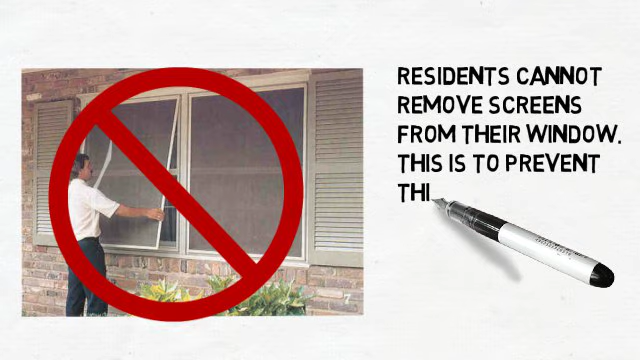 RESIDENTS CANNOT
REMOVE SCREENS
FROM THEIR WINDOW.
THIS IS TO PREVENT
THI